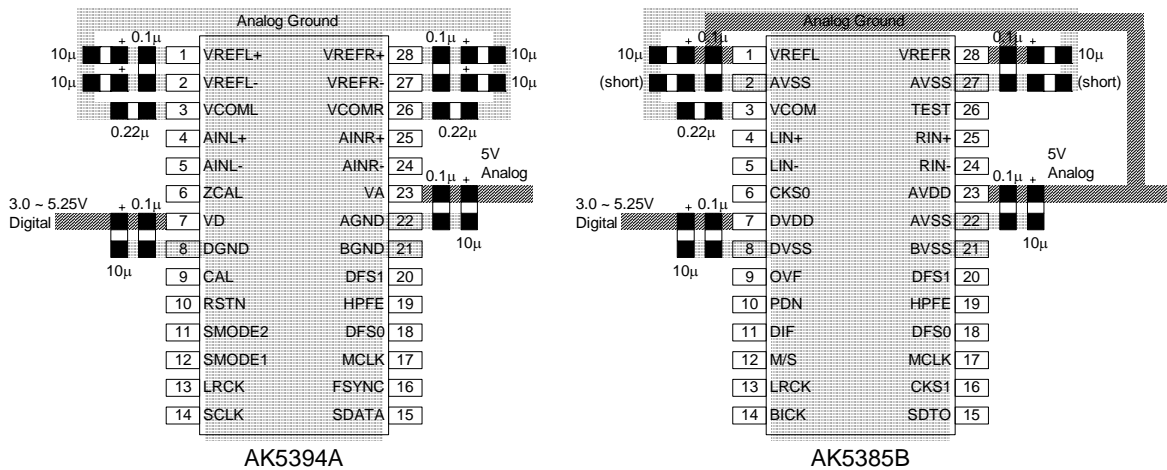 Analog Ground
10µ + 0.1µ 1 VREFL+ VREFR+ 28 0.1µ + 10µ
10µ + 2 VREFL- VREFR- 27 + 10µ
3 VCOML VCOMR 26
0.22µ 0.22µ
4 AINL+ AINR+ 25
5 AINL- AINR- 24
5V
Analog
6 ZCAL VA 23 0.1µ +
3.0 ~ 5.25V
Digital + 0.1µ 7 VD AGND 22
8 DGND BGND 21 10µ
10µ
9 CAL DFS1 20
10 RSTN HPFE 19
11 SMODE2 DFS0 18
12 SMODE1 MCLK 17
13 LRCK FSYNC 16
14 SCLK SDATA 15
AK5394A
Analog Ground
10µ + 0.1µ 1 VREFL VREFR 28 0.1µ + 10µ
(short) 2 AVSS AVSS 27 (short)
3 VCOM TEST 26
0.22µ
4 LIN+ RIN+ 25
5 LIN- RIN- 24
5V
Analog
6 CKS0 AVDD 23 0.1µ +
3.0 ~ 5.25V
Digital + 0.1µ 7 DVDD AVSS 22
8 DVSS BVSS 21 10µ
10µ
9 OVF DFS1 20
10 PDN HPFE 19
11 DIF DFS0 18
12 M/S MCLK 17
13 LRCK CKS1 16
14 BICK SDTO 15
AK5385B